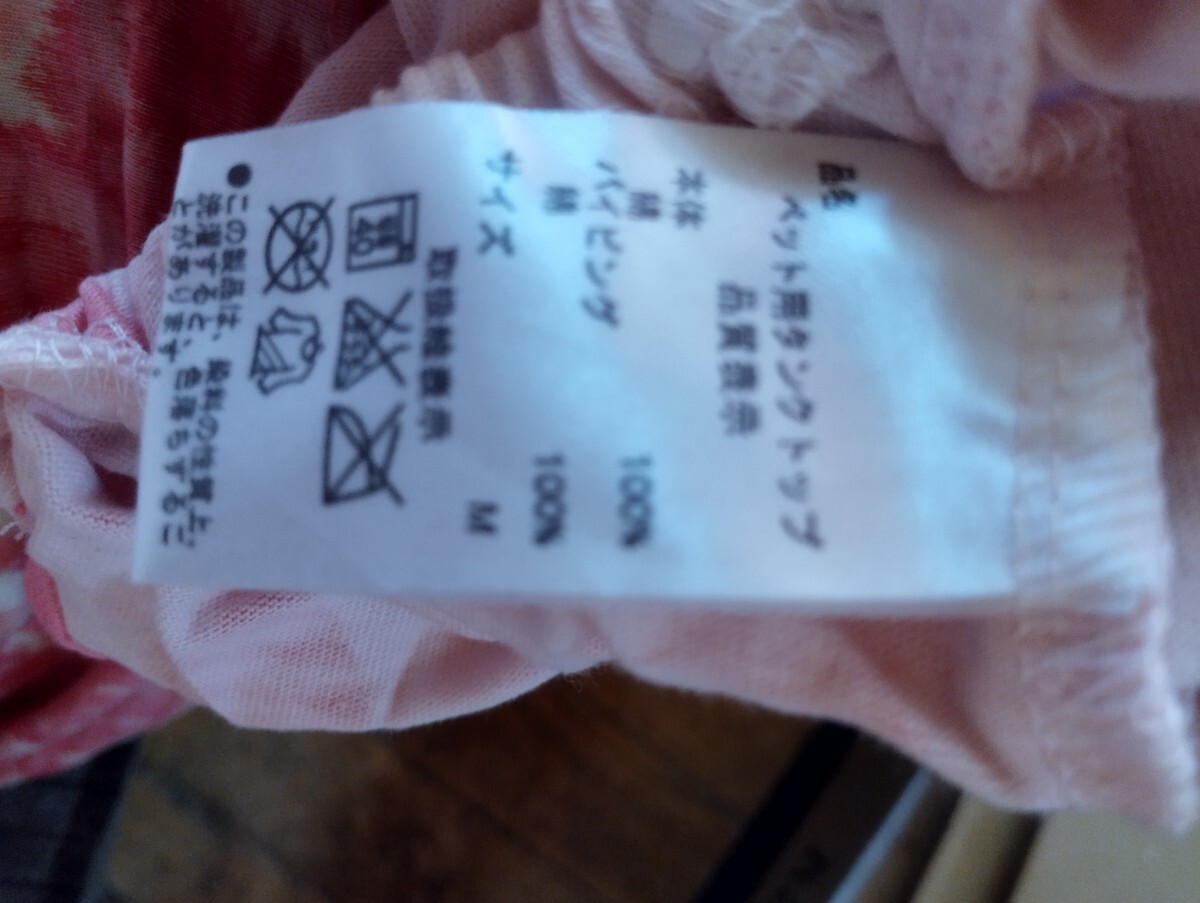 品名
ペット用タンクトップ
品質表示
本体
綿 100%
パイピング
綿 100%
サイズ M
取扱絵表示
40
●この製品は、染料の性質上、
洗濯すると、色落ちするこ
とがあります。